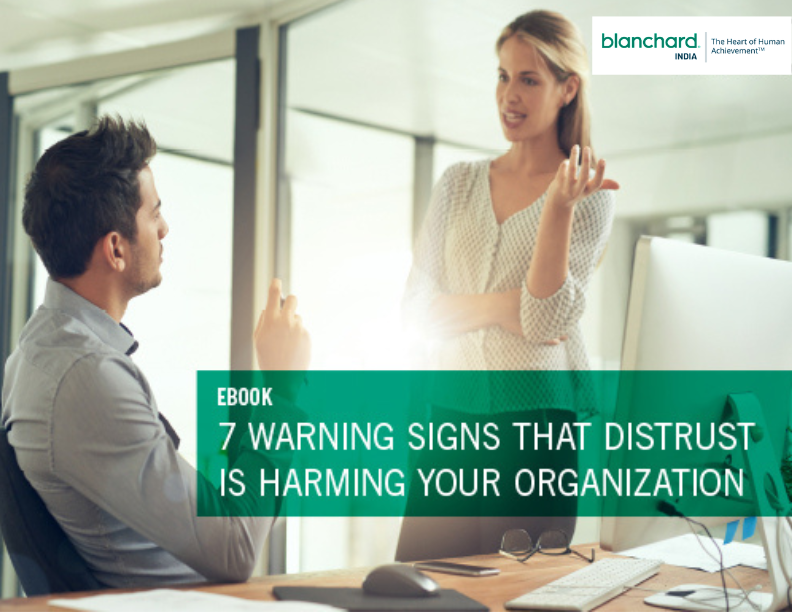 blanchard®
INDIA
The Heart of Human
Achievement™
EBOOK
7 WARNING SIGNS THAT DISTRUST
IS HARMING YOUR ORGANIZATION